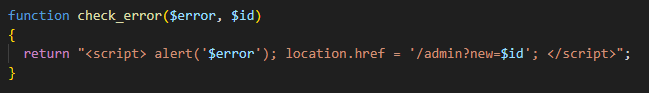 function check_error($error, $id)
{
  return "<script> alert('$error'); location.href = '/admin?new=$id'; </script>";
}